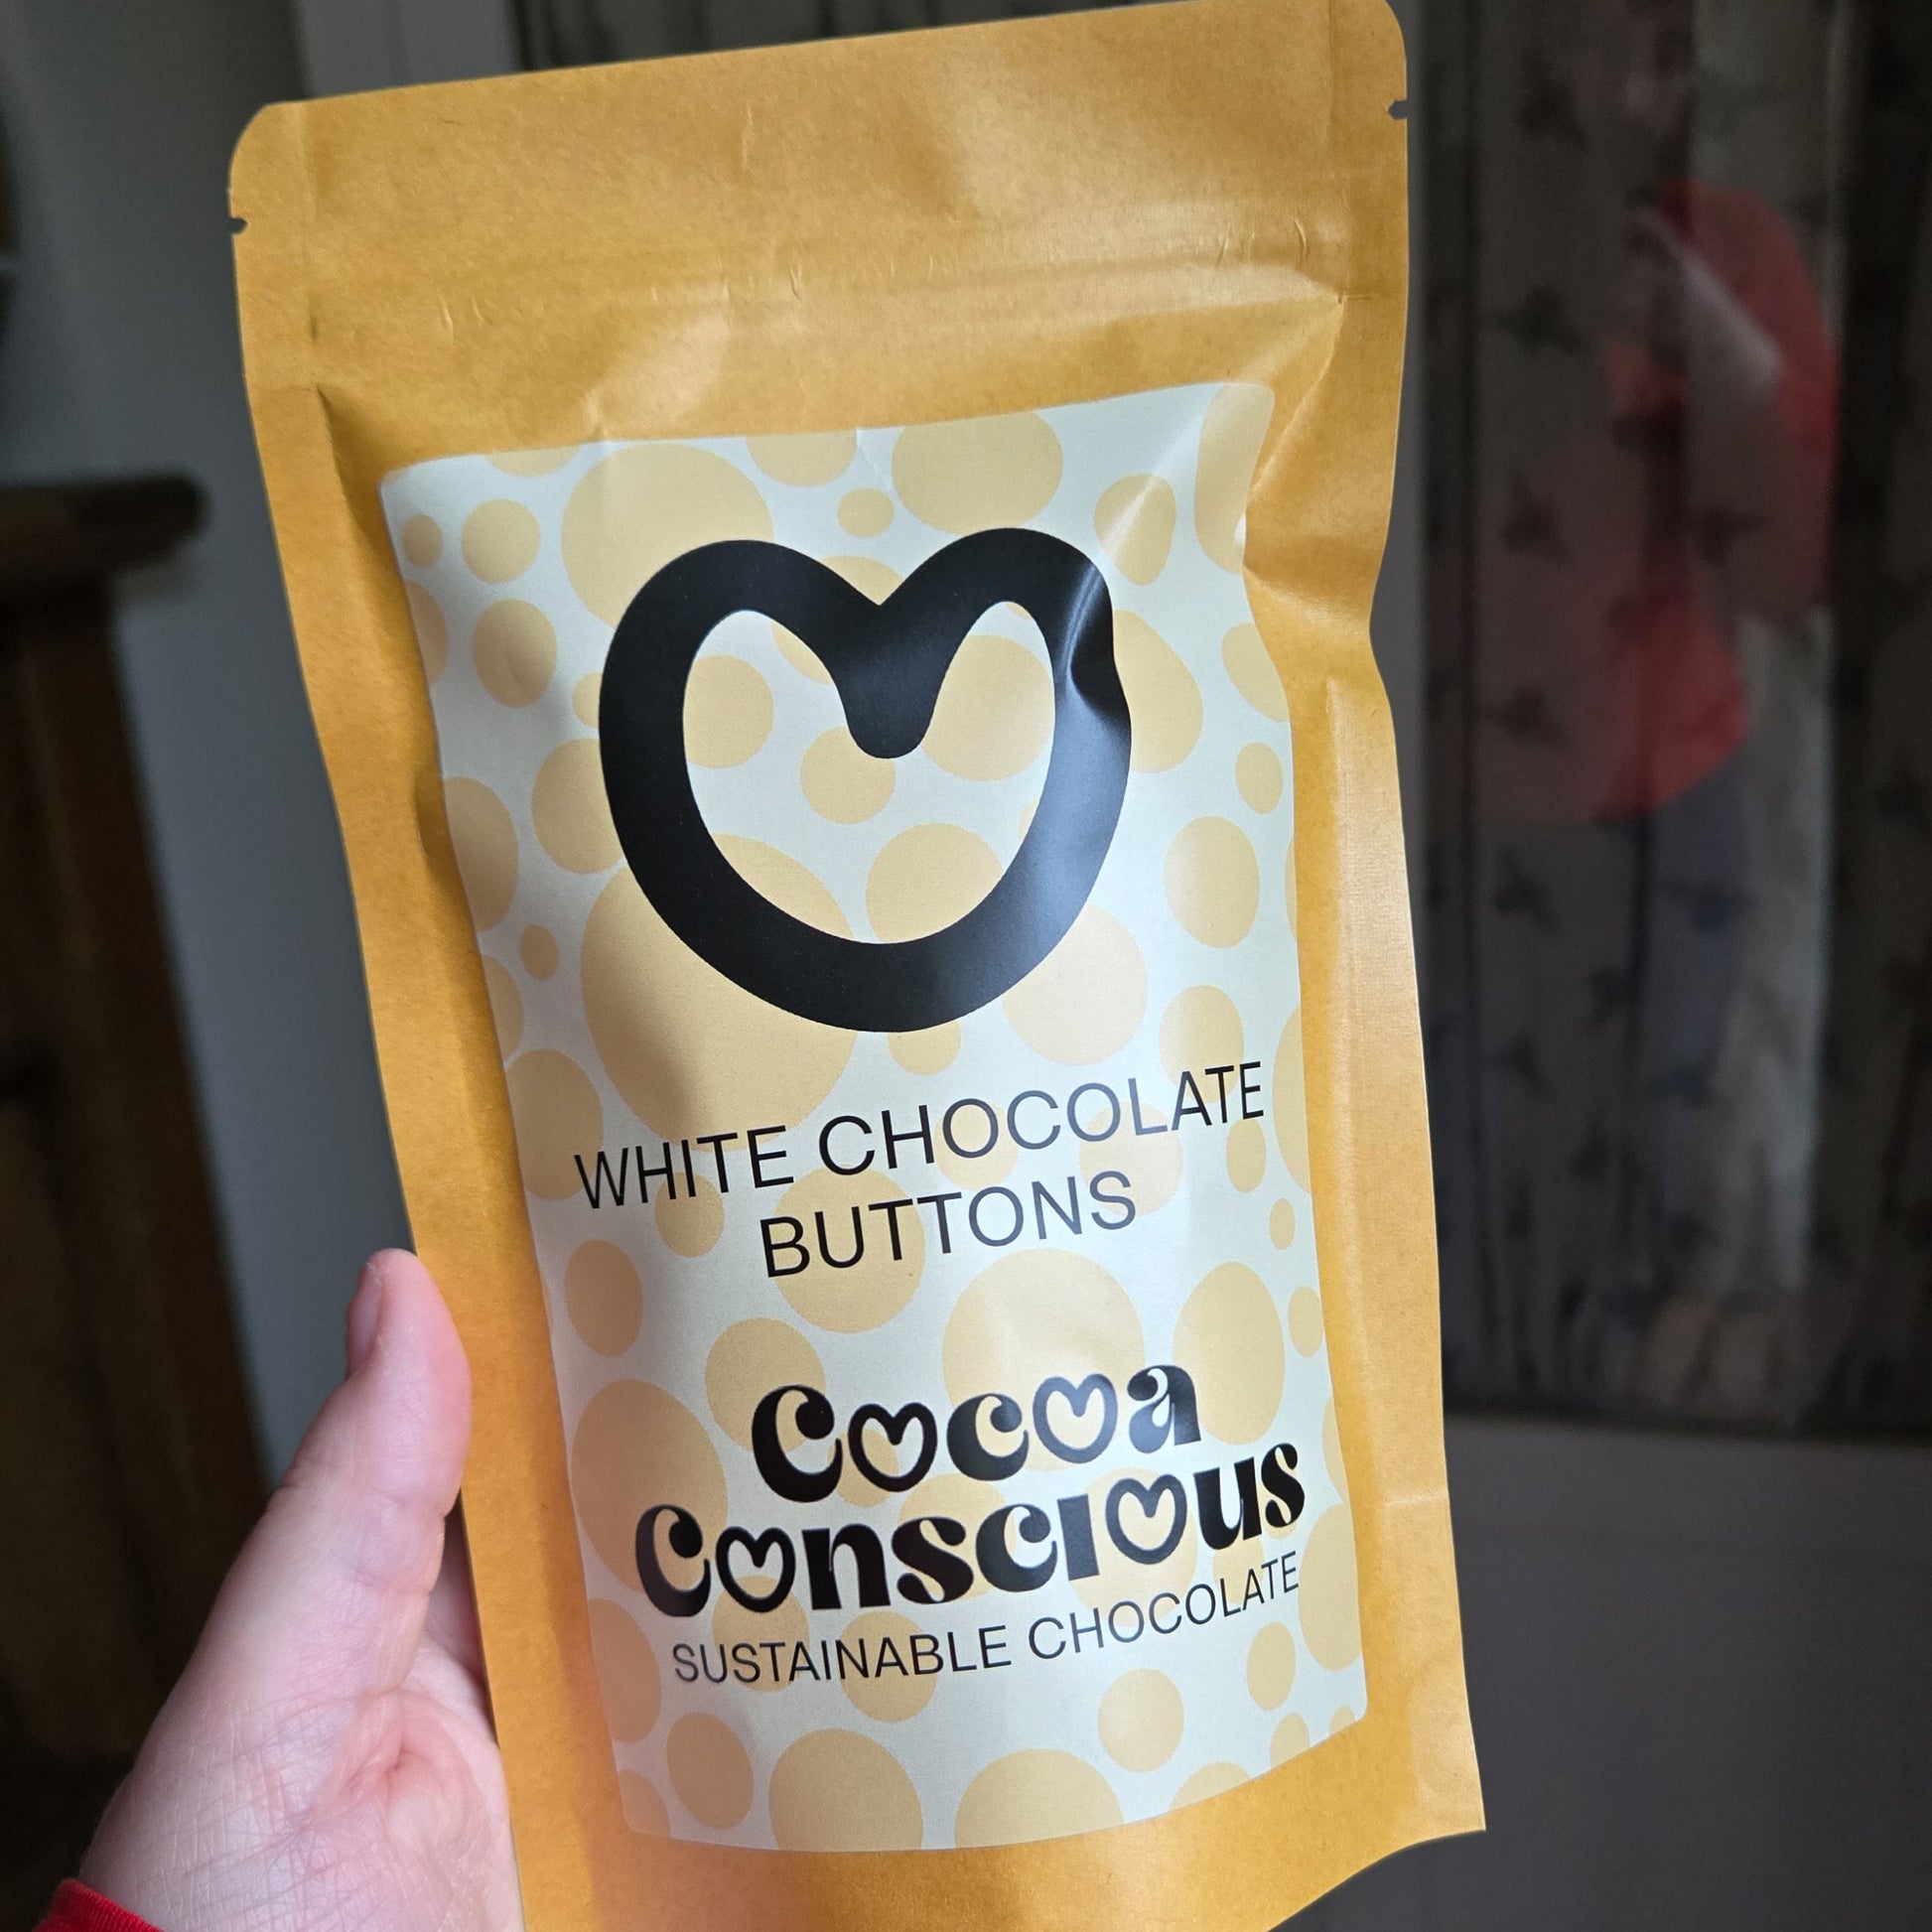 WHITE CHOCOLATE
BUTTONS
Cocoa
Conscious
SUSTAINABLE CHOCOLATE